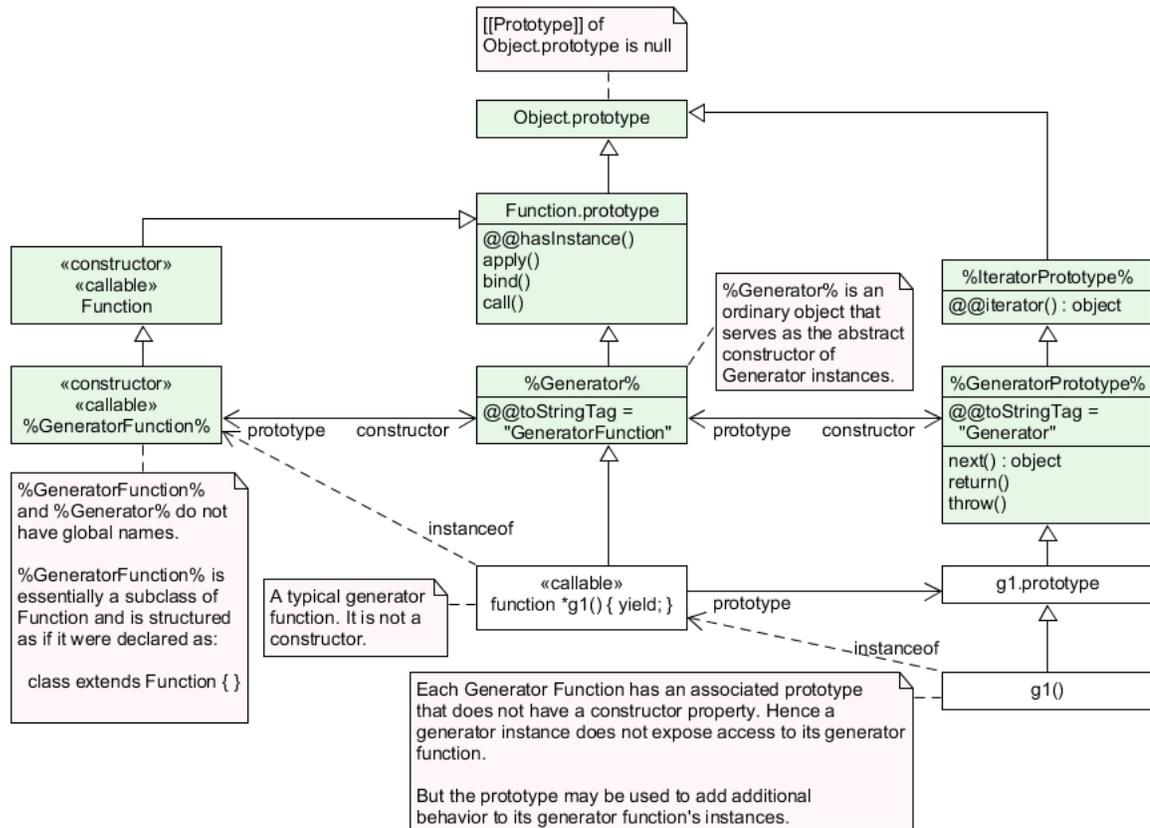 [[Prototype]] of
Object.prototype is null
Object.prototype
Function.prototype
@@hasInstance()
apply()
bind()
call()
«constructor»
«callable»
Function
%IteratorPrototype%
@@iterator() : object
%Generator% is an
ordinary object that
serves as the abstract
constructor of
Generator instances.
«constructor»
«callable»
%GeneratorFunction%
prototype constructor
%Generator%
@@toStringTag =
"GeneratorFunction"
prototype constructor
%GeneratorPrototype%
@@toStringTag =
"Generator"
next() : object
return()
throw()
%GeneratorFunction%
and %Generator% do not
have global names.
%GeneratorFunction% is
essentially a subclass of
Function and is structured
as if it were declared as:
class extends Function { }
instanceof
A typical generator
function. It is not a
constructor.
«callable»
function *g1() { yield; }
prototype
g1.prototype
instanceof
g1()
Each Generator Function has an associated prototype
that does not have a constructor property. Hence a
generator instance does not expose access to its generator
function.
But the prototype may be used to add additional
behavior to its generator function's instances.